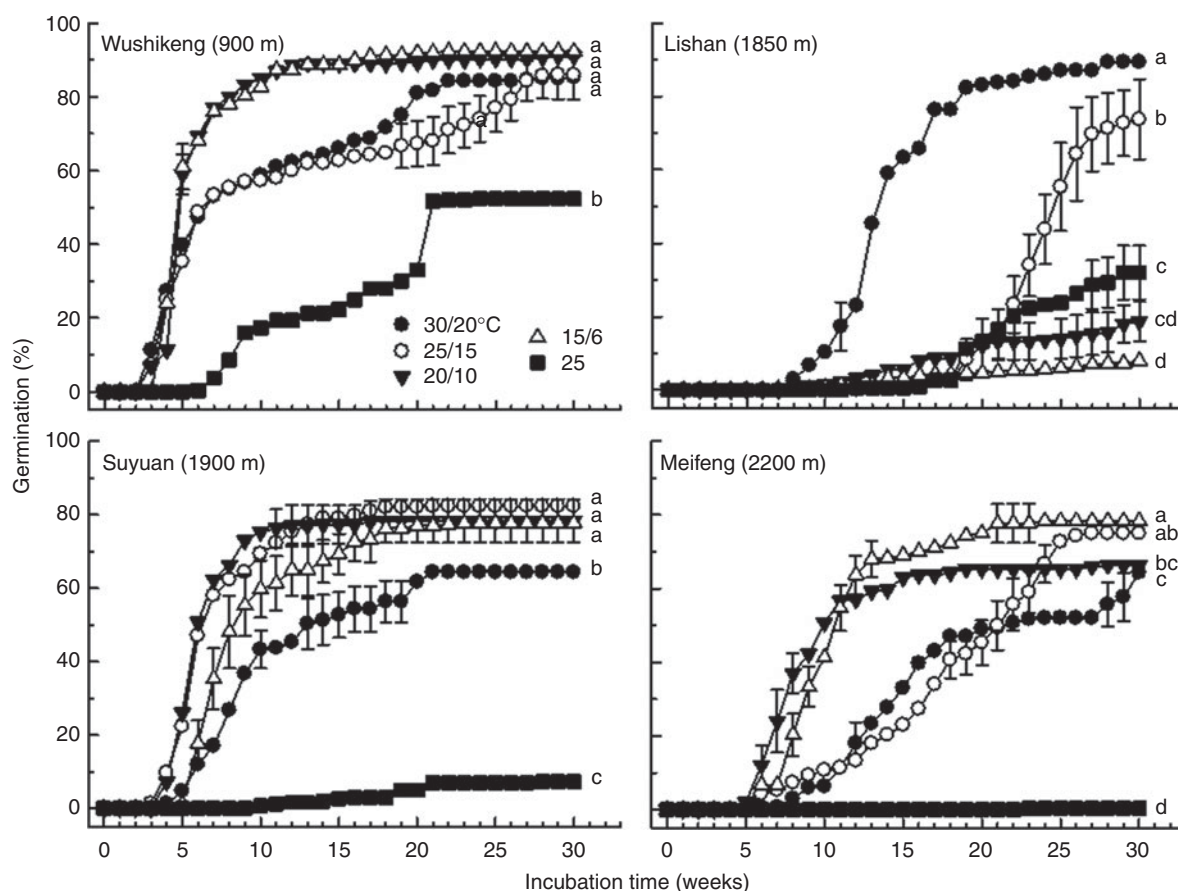 Germination (%)
Wushikeng (900 m)
100
80
60
40
20
0
a
a
a
a
a
b
30/20°C
25/15
20/10
15/6
25
Lishan (1850 m)
a
b
c
cd
d
Suyuan (1900 m)
100
80
60
40
20
0
a
a
a
b
c
0 5 10 15 20 25 30
Meifeng (2200 m)
a
ab
bc
c
d
0 5 10 15 20 25 30
Incubation time (weeks)